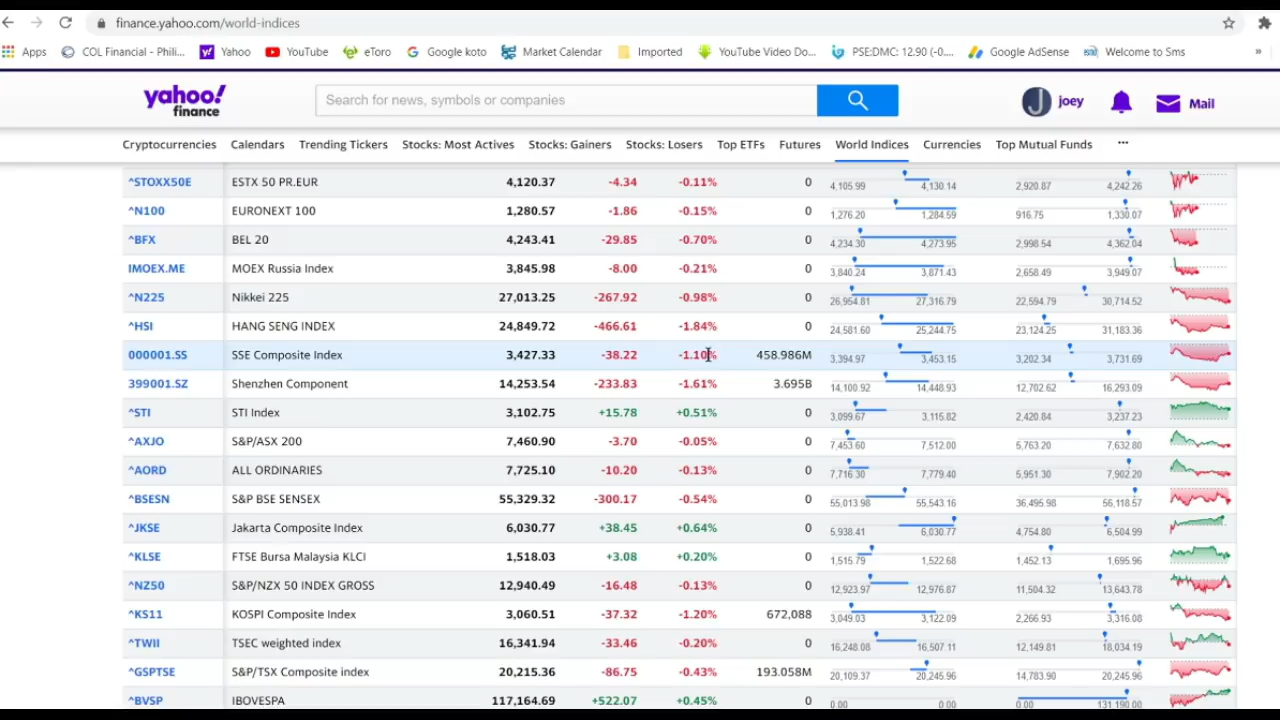 finance.yahoo.com/world-indices
Apps COL Financial - Phili... Yahoo YouTube eToro Google koto Market Calendar Imported YouTube Video Do... PSE:DMC: 12.90 (-0.... Google AdSense Welcome to Sms »
yahoo! finance Search for news, symbols or companies J joey Mail
Cryptocurrencies Calendars Trending Tickers Stocks: Most Actives Stocks: Gainers Stocks: Losers Top ETFs Futures World Indices Currencies Top Mutual Funds ...
^STOXX50E ESTX 50 PR.EUR 4,120.37 -4.34 -0.11% 0 4,105.99 4,130.14 2,920.87 4,242.26
^N100 EURONEXT 100 1,280.57 -1.86 -0.15% 0 1,276.20 1,284.59 916.75 1,330.07
^BFX BEL 20 4,243.41 -29.85 -0.70% 0 4,234.30 4,273.95 2,998.54 4,362.04
IMOEX.ME MOEX Russia Index 3,845.98 -8.00 -0.21% 0 3,840.24 3,871.43 2,658.49 3,949.07
^N225 Nikkei 225 27,013.25 -267.92 -0.98% 0 26,954.81 27,316.79 22,594.79 30,714.52
^HSI HANG SENG INDEX 24,849.72 -466.61 -1.84% 0 24,581.60 25,244.75 23,124.25 31,183.36
000001.SS SSE Composite Index 3,427.33 -38.22 -1.10% 458.986M 3,394.97 3,453.15 3,202.34 3,731.69
399001.SZ Shenzhen Component 14,253.54 -233.83 -1.61% 3.695B 14,100.92 14,448.93 12,702.62 16,293.09
^STI STI Index 3,102.75 +15.78 +0.51% 0 3,099.67 3,115.82 2,420.84 3,237.23
^AXJO S&P/ASX 200 7,460.90 -3.70 -0.05% 0 7,453.60 7,512.00 5,763.20 7,632.80
^AORD ALL ORDINARIES 7,725.10 -10.20 -0.13% 0 7,716.30 7,779.40 5,951.30 7,902.20
^BSESN S&P BSE SENSEX 55,329.32 -300.17 -0.54% 0 55,013.98 55,543.16 36,495.98 56,118.57
^JKSE Jakarta Composite Index 6,030.77 +38.45 +0.64% 0 5,938.41 6,030.77 4,754.80 6,504.99
^KLSE FTSE Bursa Malaysia KLCI 1,518.03 +3.08 +0.20% 0 1,515.79 1,522.68 1,452.13 1,695.96
^NZ50 S&P/NZX 50 INDEX GROSS 12,940.49 -16.48 -0.13% 0 12,923.97 12,976.87 11,504.32 13,643.78
^KS11 KOSPI Composite Index 3,060.51 -37.32 -1.20% 672,088 3,049.03 3,122.09 2,266.93 3,316.08
^TWII TSEC weighted index 16,341.94 -33.46 -0.20% 0 16,248.08 16,507.11 12,149.81 18,034.19
^GSPTSE S&P/TSX Composite index 20,215.36 -86.75 -0.43% 193.058M 20,109.37 20,245.96 14,783.90 20,245.96
^BVSP IBOVESPA 117,164.69 +522.07 +0.45% 0 0.00 0.00 131,190.00